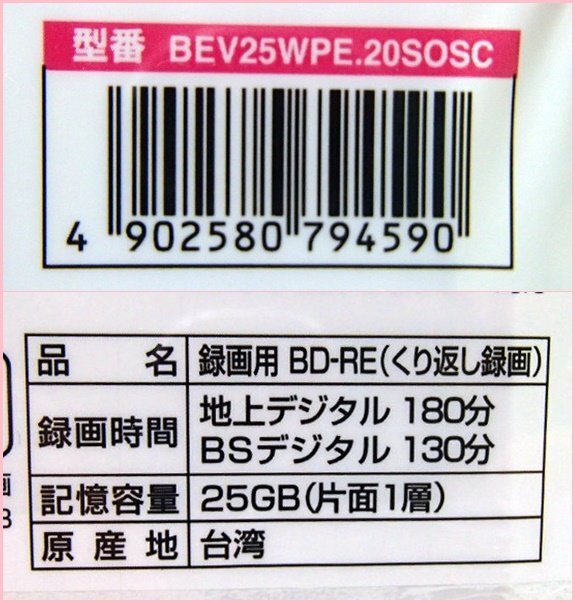 型番 BEV25WPE.20SOSC
4 902580 794590
品名 録画用 BD-RE(くり返し録画)
録画時間 地上デジタル 180分
BSデジタル 130分
記憶容量 25GB(片面1層)
原産地 台湾
画
B